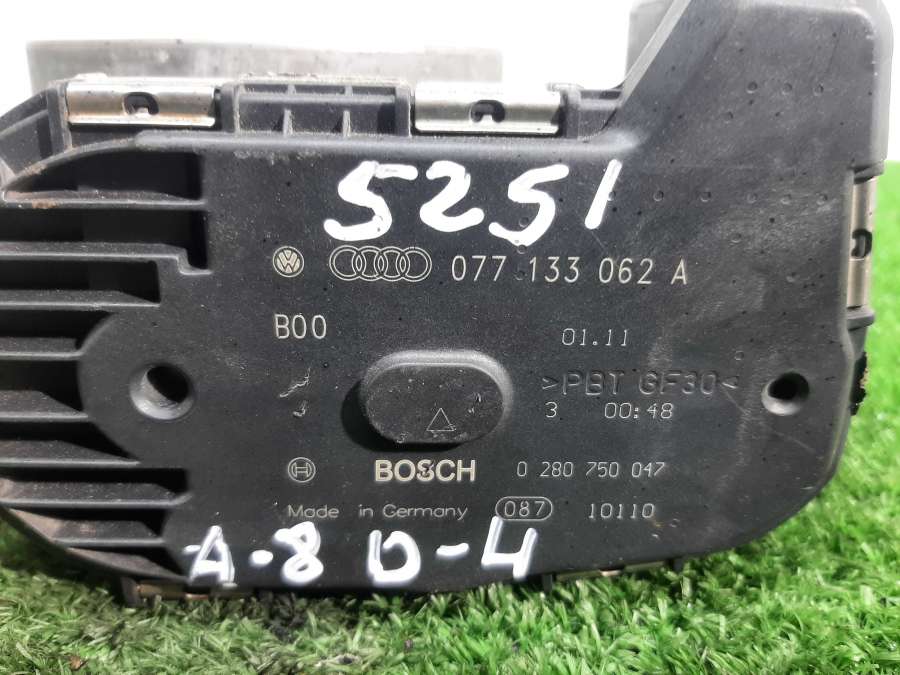 5251
077 133 062 A
B00
01.11
>PBT GF30<
3 00:48
BOSCH 0 280 750 047
Made in Germany 087 10110
A-8 D-4